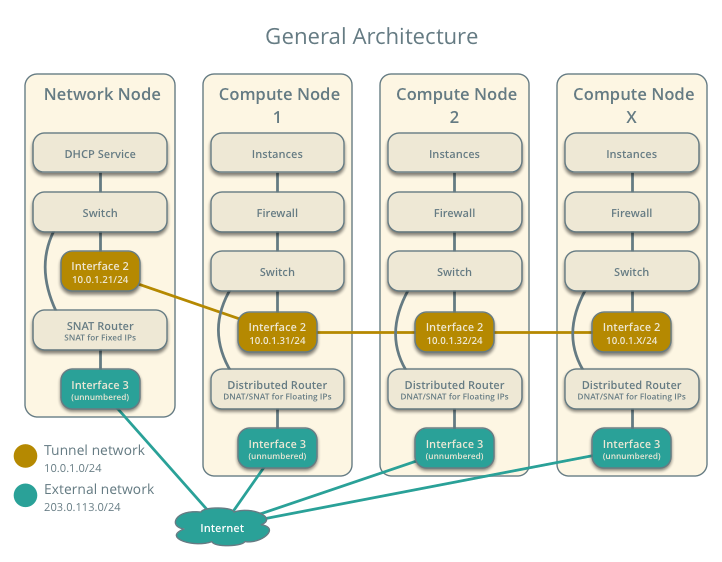 General Architecture
Network Node
DHCP Service
Switch
Interface 2
10.0.1.21/24
SNAT Router
SNAT for Fixed IPs
Interface 3
(unnumbered)
Compute Node
1
Instances
Firewall
Switch
Interface 2
10.0.1.31/24
Distributed Router
DNAT/SNAT for Floating IPs
Interface 3
(unnumbered)
Compute Node
2
Instances
Firewall
Switch
Interface 2
10.0.1.32/24
Distributed Router
DNAT/SNAT for Floating IPs
Interface 3
(unnumbered)
Compute Node
X
Instances
Firewall
Switch
Interface 2
10.0.1.X/24
Distributed Router
DNAT/SNAT for Floating IPs
Interface 3
(unnumbered)
Tunnel network
10.0.1.0/24
External network
203.0.113.0/24
Internet